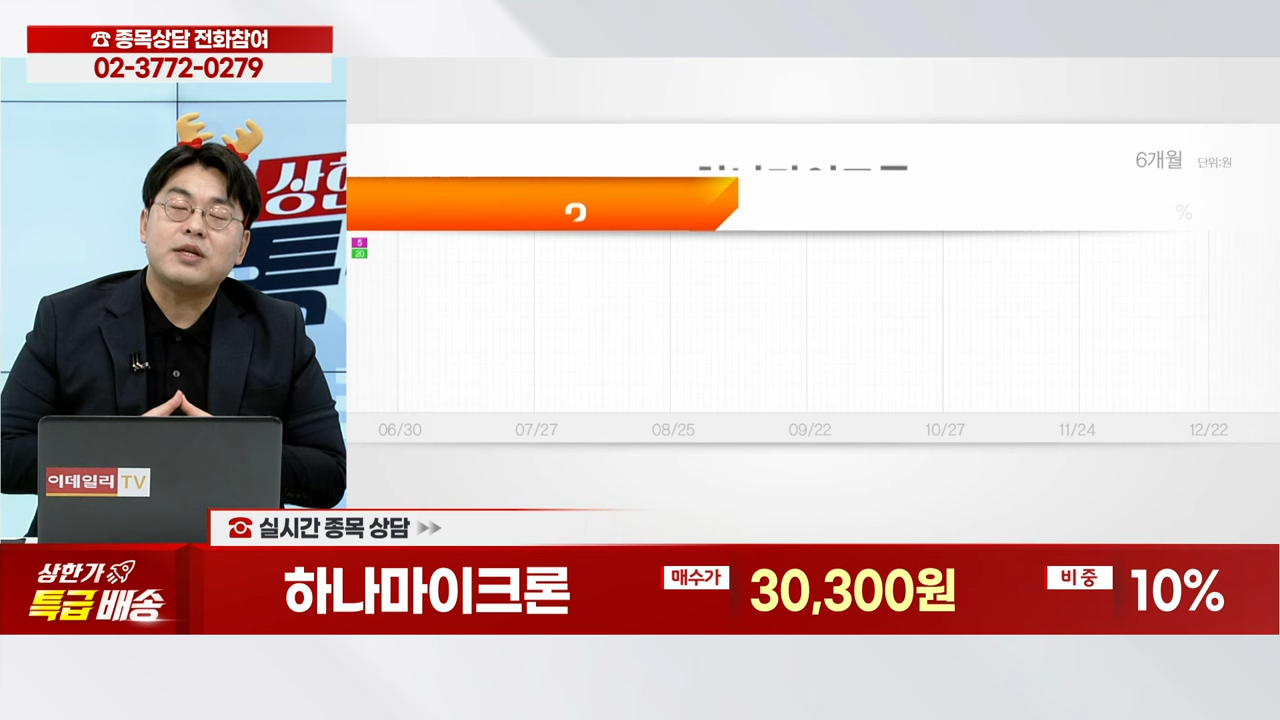 ☎ 종목상담 전화참여
02-3772-0279
6개월 단위:원
%
5
20
06/30 07/27 08/25 09/22 10/27 11/24 12/22
이데일리 TV
☎ 실시간 종목 상담
상한가
특급 배송
하나마이크론 매수가 30,300원 비중 10%